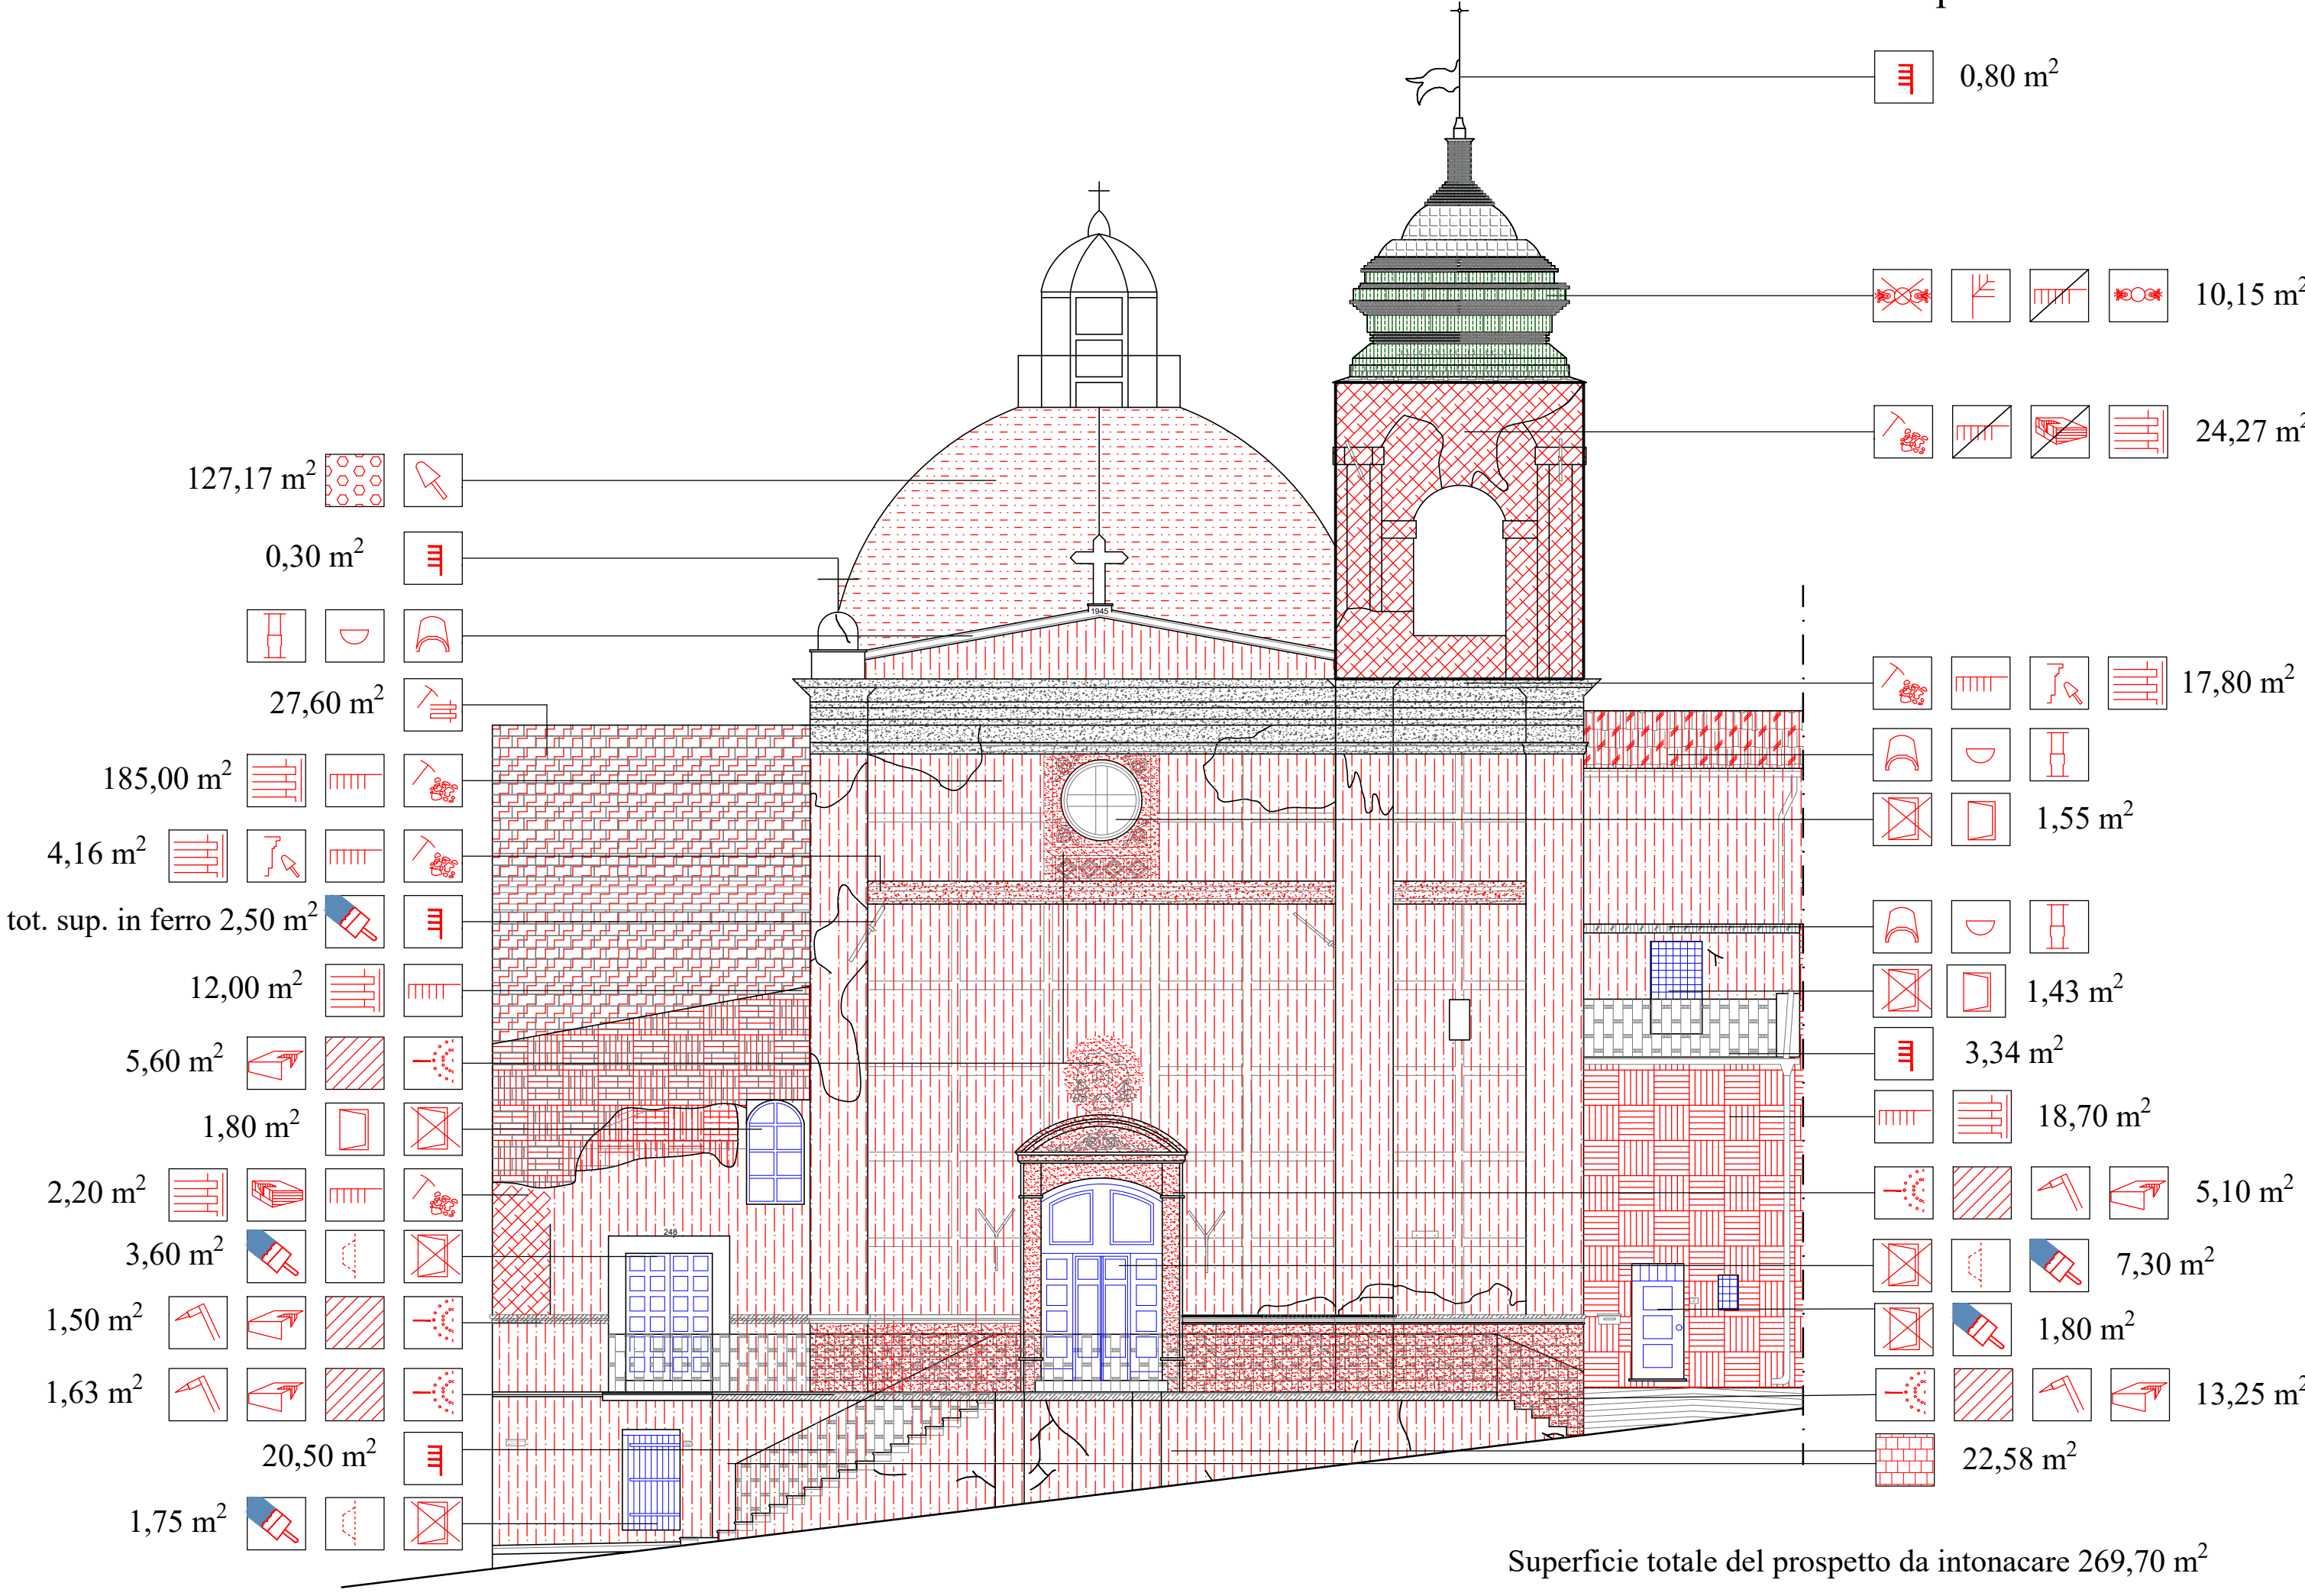 0,80 m²
10,15 m²
24,27 m²
127,17 m²
0,30 m²
1945
27,60 m²
17,80 m²
185,00 m²
1,55 m²
4,16 m²
tot. sup. in ferro 2,50 m²
12,00 m²
1,43 m²
5,60 m²
3,34 m²
1,80 m²
18,70 m²
2,20 m²
5,10 m²
248
3,60 m²
7,30 m²
1,50 m²
1,80 m²
1,63 m²
13,25 m²
20,50 m²
22,58 m²
1,75 m²
Superficie totale del prospetto da intonacare 269,70 m²